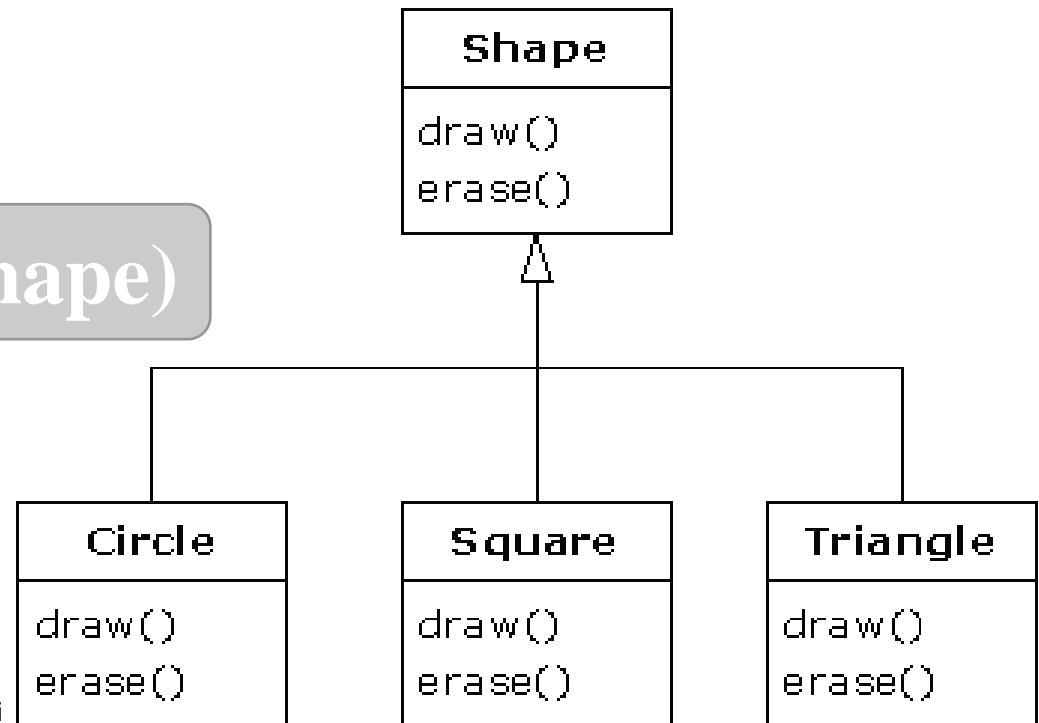 Shape
draw()
erase()
hape)
Circle
draw()
erase()
Square
draw()
erase()
Triangle
draw()
erase()
i